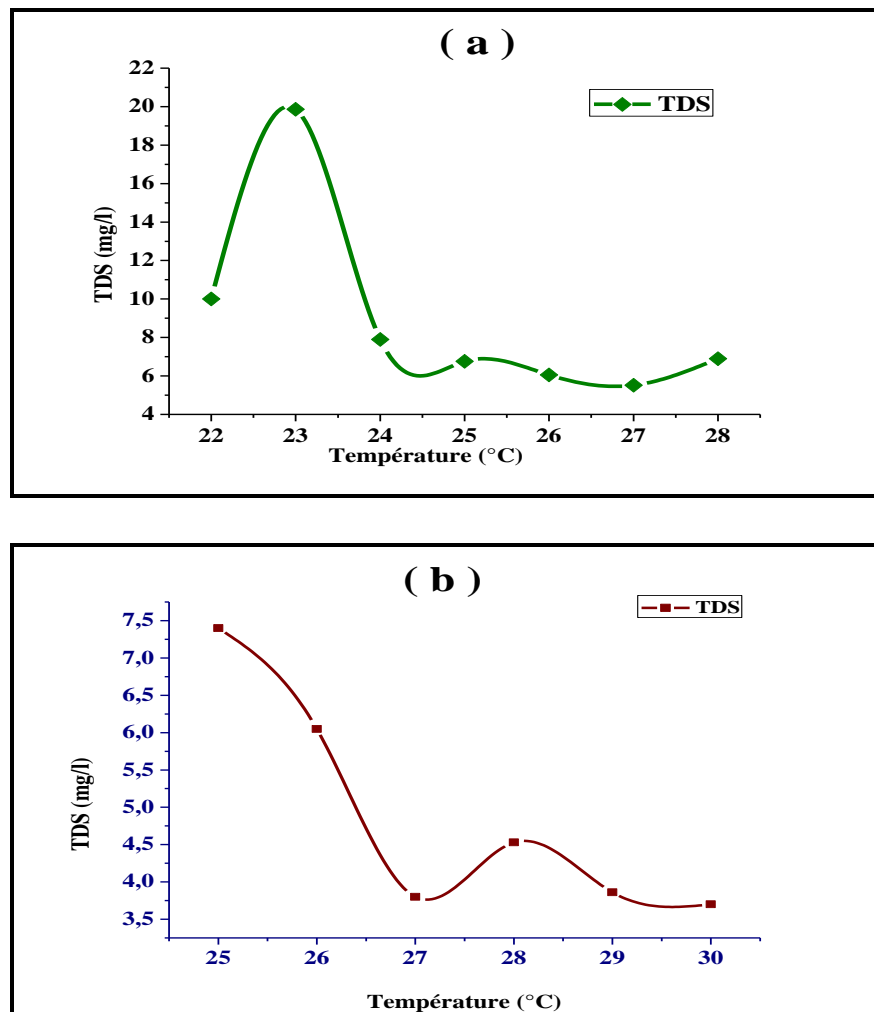 ( a )
TDS
22
20
18
16
14
12
10
8
6
4
TDS (mg/l)
22 23 24 25 26 27 28
Température (°C)
( b )
TDS
7,5
7,0
6,5
6,0
5,5
5,0
4,5
4,0
3,5
TDS (mg/l)
25 26 27 28 29 30
Température (°C)